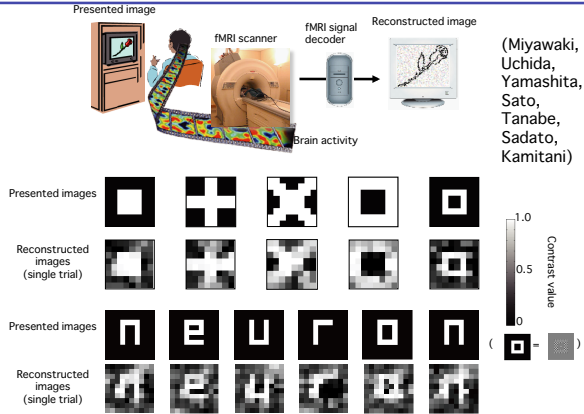 Presented image
fMRI scanner
fMRI signal
decoder
Reconstructed image
Brain activity
(Miyawaki,
Uchida,
Yamashita,
Sato,
Tanabe,
Sadato,
Kamitani)
Presented images
Reconstructed
images
(single trial)
1.0
0.5
0
Contrast value
Presented images
n e u r o n
( = )
Reconstructed
images
(single trial)
n e u r o n